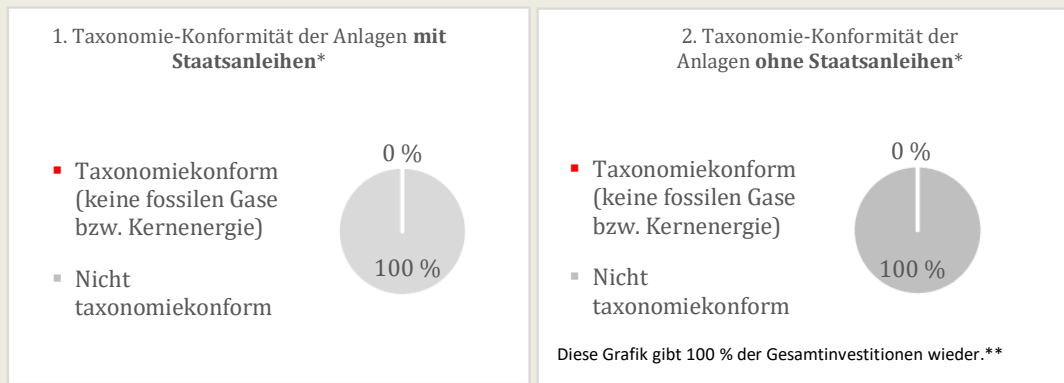 1. Taxonomie-Konformität der Anlagen mit
Staatsanleihen*
0 %
Taxonomiekonform
(keine fossilen Gase
bzw. Kernenergie)
100 %
Nicht
taxonomiekonform
2. Taxonomie-Konformität der
Anlagen ohne Staatsanleihen*
0 %
Taxonomiekonform
(keine fossilen Gase
bzw. Kernenergie)
100 %
Nicht
taxonomiekonform
Diese Grafik gibt 100 % der Gesamtinvestitionen wieder.**